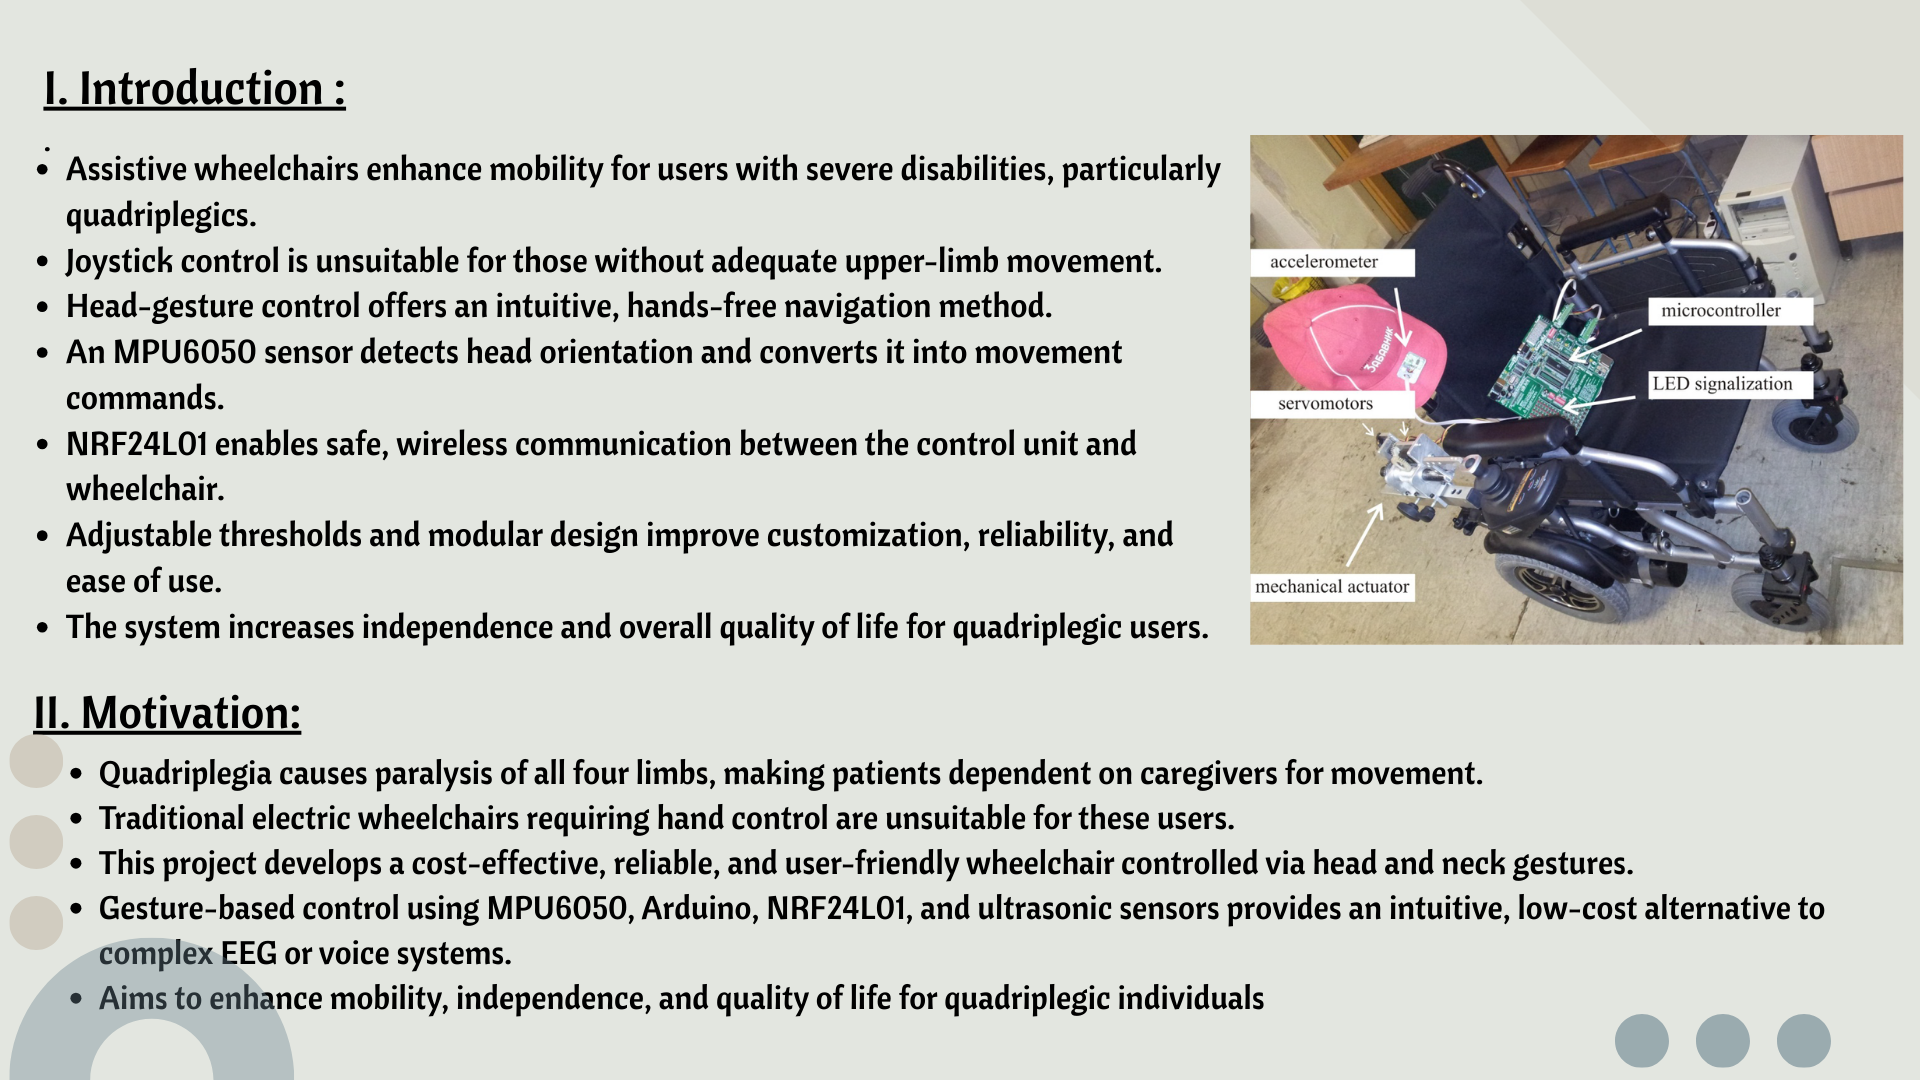 I. Introduction :
.
• Assistive wheelchairs enhance mobility for users with severe disabilities, particularly
quadriplegics.
• Joystick control is unsuitable for those without adequate upper-limb movement.
• Head-gesture control offers an intuitive, hands-free navigation method.
• An MPU6050 sensor detects head orientation and converts it into movement
commands.
• NRF24L01 enables safe, wireless communication between the control unit and
wheelchair.
• Adjustable thresholds and modular design improve customization, reliability, and
ease of use.
• The system increases independence and overall quality of life for quadriplegic users.
accelerometer
microcontroller
Забавник
LED signalization
servomotors
mechanical actuator
II. Motivation:
• Quadriplegia causes paralysis of all four limbs, making patients dependent on caregivers for movement.
• Traditional electric wheelchairs requiring hand control are unsuitable for these users.
• This project develops a cost-effective, reliable, and user-friendly wheelchair controlled via head and neck gestures.
• Gesture-based control using MPU6050, Arduino, NRF24L01, and ultrasonic sensors provides an intuitive, low-cost alternative to
complex EEG or voice systems.
• Aims to enhance mobility, independence, and quality of life for quadriplegic individuals